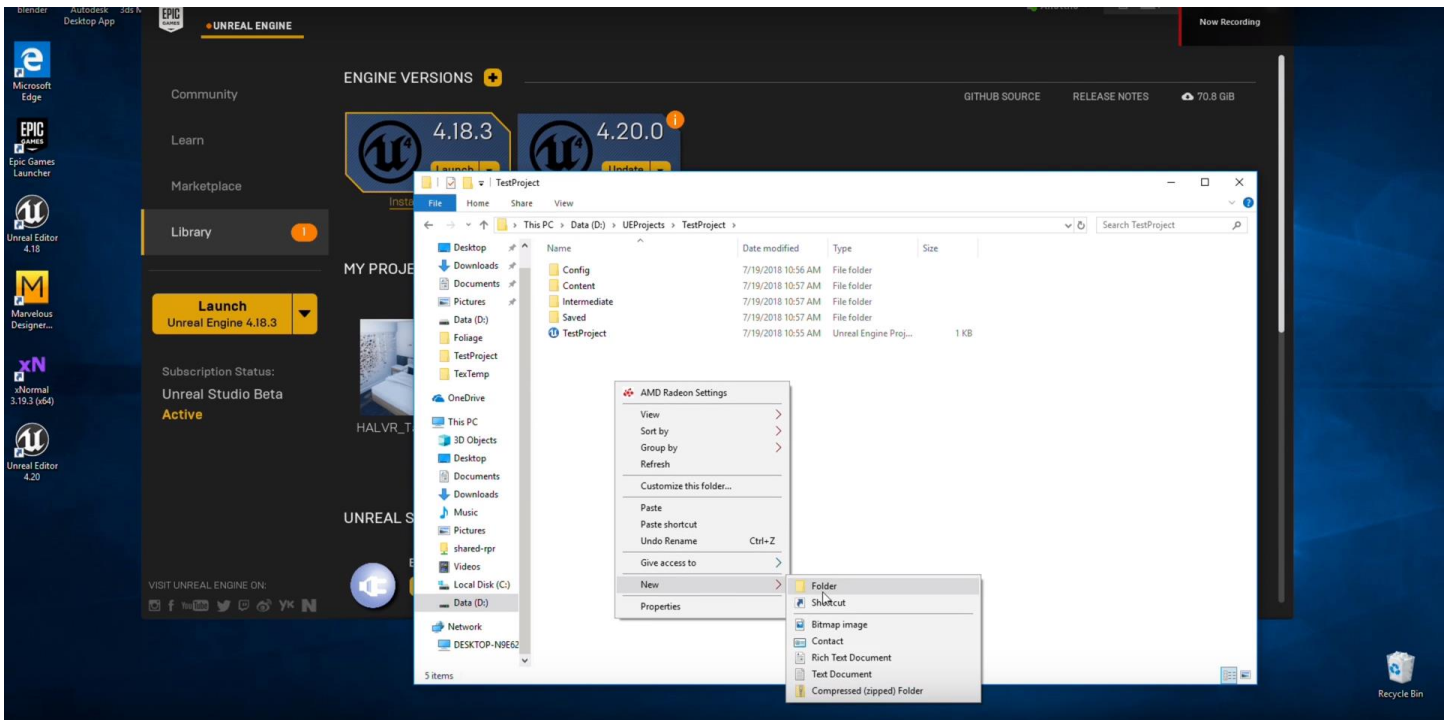 blender
Autodesk
Desktop App
3ds M
Microsoft
Edge
EPIC
GAMES
Epic Games
Launcher
Unreal Editor
4.18
M
Marvelous
Designer...
xN
xNormal
3.19.3 (x64)
Unreal Editor
4.20
EPIC
GAMES
UNREAL ENGINE
Now Recording
Community
Learn
Marketplace
Library
1
Launch
Unreal Engine 4.18.3
Subscription Status:
Unreal Studio Beta
Active
VISIT UNREAL ENGINE ON:
ENGINE VERSIONS
GITHUB SOURCE
RELEASE NOTES
70.8 GiB
4.18.3
Launch
4.20.0
i
Update
Insta
MY PROJE
HALVR_T
UNREAL S
TestProject
File
Home
Share
View
This PC > Data (D:) > UEProjects > TestProject >
Search TestProject
Desktop
Downloads
Documents
Pictures
Data (D:)
Foliage
TestProject
TexTemp
OneDrive
This PC
3D Objects
Desktop
Documents
Downloads
Music
Pictures
shared-rpr
Videos
Local Disk (C:)
Data (D:)
Network
DESKTOP-N9E62
5 items
Name Date modified Type Size
Config 7/19/2018 10:56 AM File folder
Content 7/19/2018 10:57 AM File folder
Intermediate 7/19/2018 10:57 AM File folder
Saved 7/19/2018 10:57 AM File folder
TestProject 7/19/2018 10:55 AM Unreal Engine Proj... 1 KB
AMD Radeon Settings
View
Sort by
Group by
Refresh
Customize this folder...
Paste
Paste shortcut
Undo Rename Ctrl+Z
Give access to
New
Properties
Folder
Shortcut
Bitmap image
Contact
Rich Text Document
Text Document
Compressed (zipped) Folder
Recycle Bin